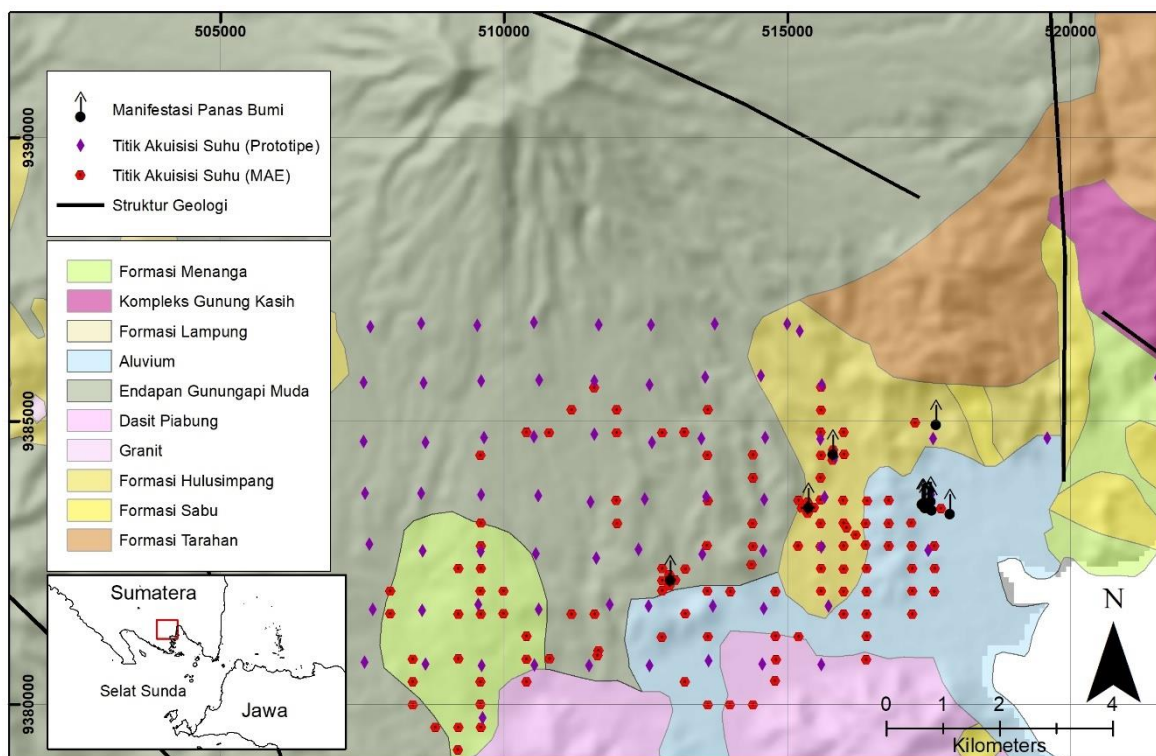 505000
510000
515000
520000
9390000
9385000
9380000
Manifestasi Panas Bumi
Titik Akuisisi Suhu (Prototipe)
Titik Akuisisi Suhu (MAE)
Struktur Geologi
Formasi Menanga
Kompleks Gunung Kasih
Formasi Lampung
Aluvium
Endapan Gunungapi Muda
Dasit Piabung
Granit
Formasi Hulusimpang
Formasi Sabu
Formasi Tarahan
Sumatera
Selat Sunda
Jawa
N
0 1 2 4
Kilometers